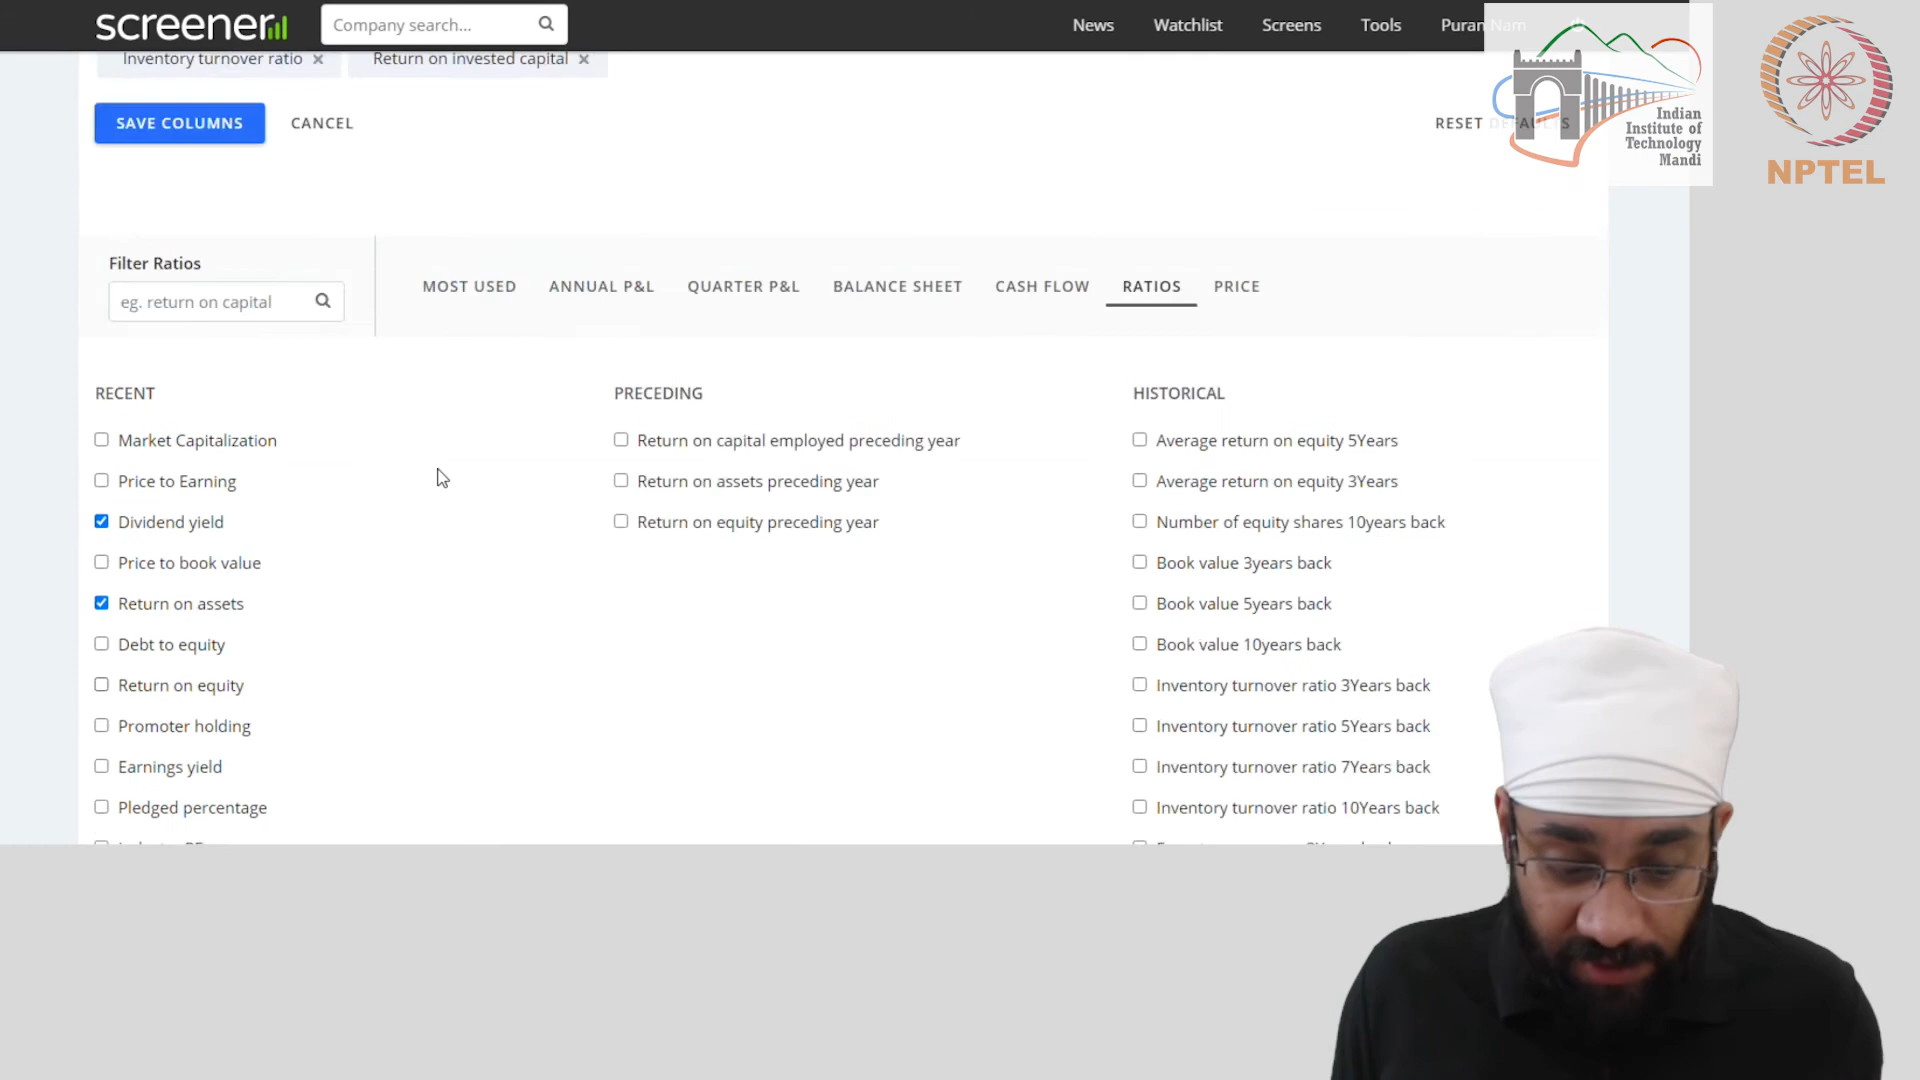 screener
Company search...
News
Watchlist
Screens
Tools
Puran Nam
Inventory turnover ratio ×
Return on invested capital ×
SAVE COLUMNS
CANCEL
RESET DEFAULTS
Indian
Institute of
Technology
Mandi
NPTEL
Filter Ratios
eg. return on capital
MOST USED
ANNUAL P&L
QUARTER P&L
BALANCE SHEET
CASH FLOW
RATIOS
PRICE
RECENT
Market Capitalization
Price to Earning
Dividend yield
Price to book value
Return on assets
Debt to equity
Return on equity
Promoter holding
Earnings yield
Pledged percentage
PRECEDING
Return on capital employed preceding year
Return on assets preceding year
Return on equity preceding year
HISTORICAL
Average return on equity 5Years
Average return on equity 3Years
Number of equity shares 10years back
Book value 3years back
Book value 5years back
Book value 10years back
Inventory turnover ratio 3Years back
Inventory turnover ratio 5Years back
Inventory turnover ratio 7Years back
Inventory turnover ratio 10Years back